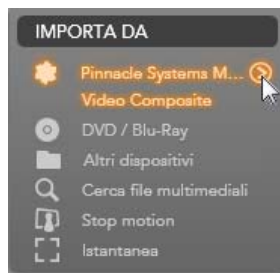 IMPORTA DA
Pinnacle Systems M...
Video Composite
DVD / Blu-Ray
Altri dispositivi
Cerca file multimediali
Stop motion
Istantanea